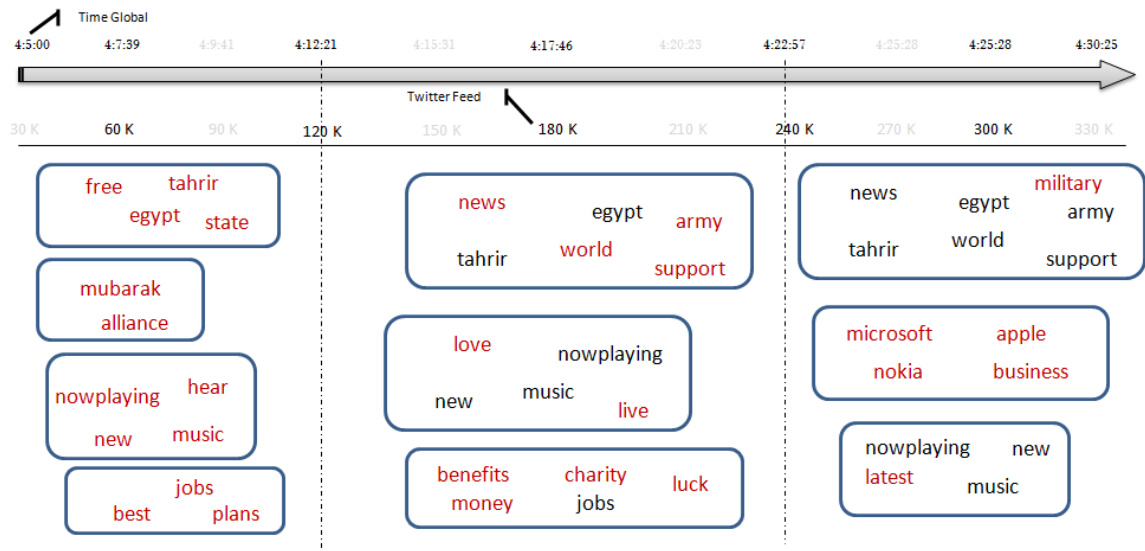 Time Global
4:5:00 4:7:39 4:9:41 4:12:21 4:15:31 4:17:46 4:20:23 4:22:57 4:25:28 4:25:28 4:30:25
Twitter Feed
30 K 60 K 90 K 120 K 150 K 180 K 210 K 240 K 270 K 300 K 330 K
free tahrir
egypt state
mubarak
alliance
nowplaying hear
new music
jobs
best plans
news egypt army
tahrir world support
love nowplaying
new music live
benefits charity luck
money jobs
news egypt military
army
tahrir world support
microsoft apple
nokia business
nowplaying new
latest music